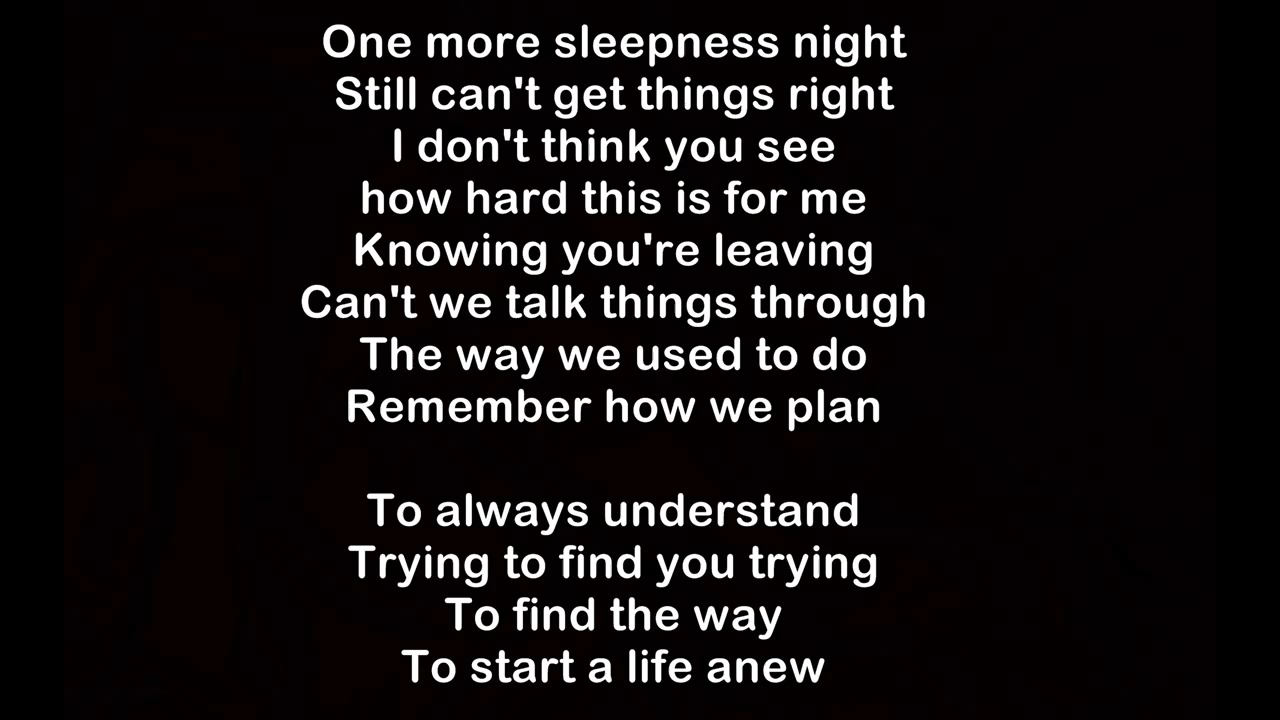 One more sleepness night
Still can't get things right
I don't think you see
how hard this is for me
Knowing you're leaving
Can't we talk things through
The way we used to do
Remember how we plan
To always understand
Trying to find you trying
To find the way
To start a life anew